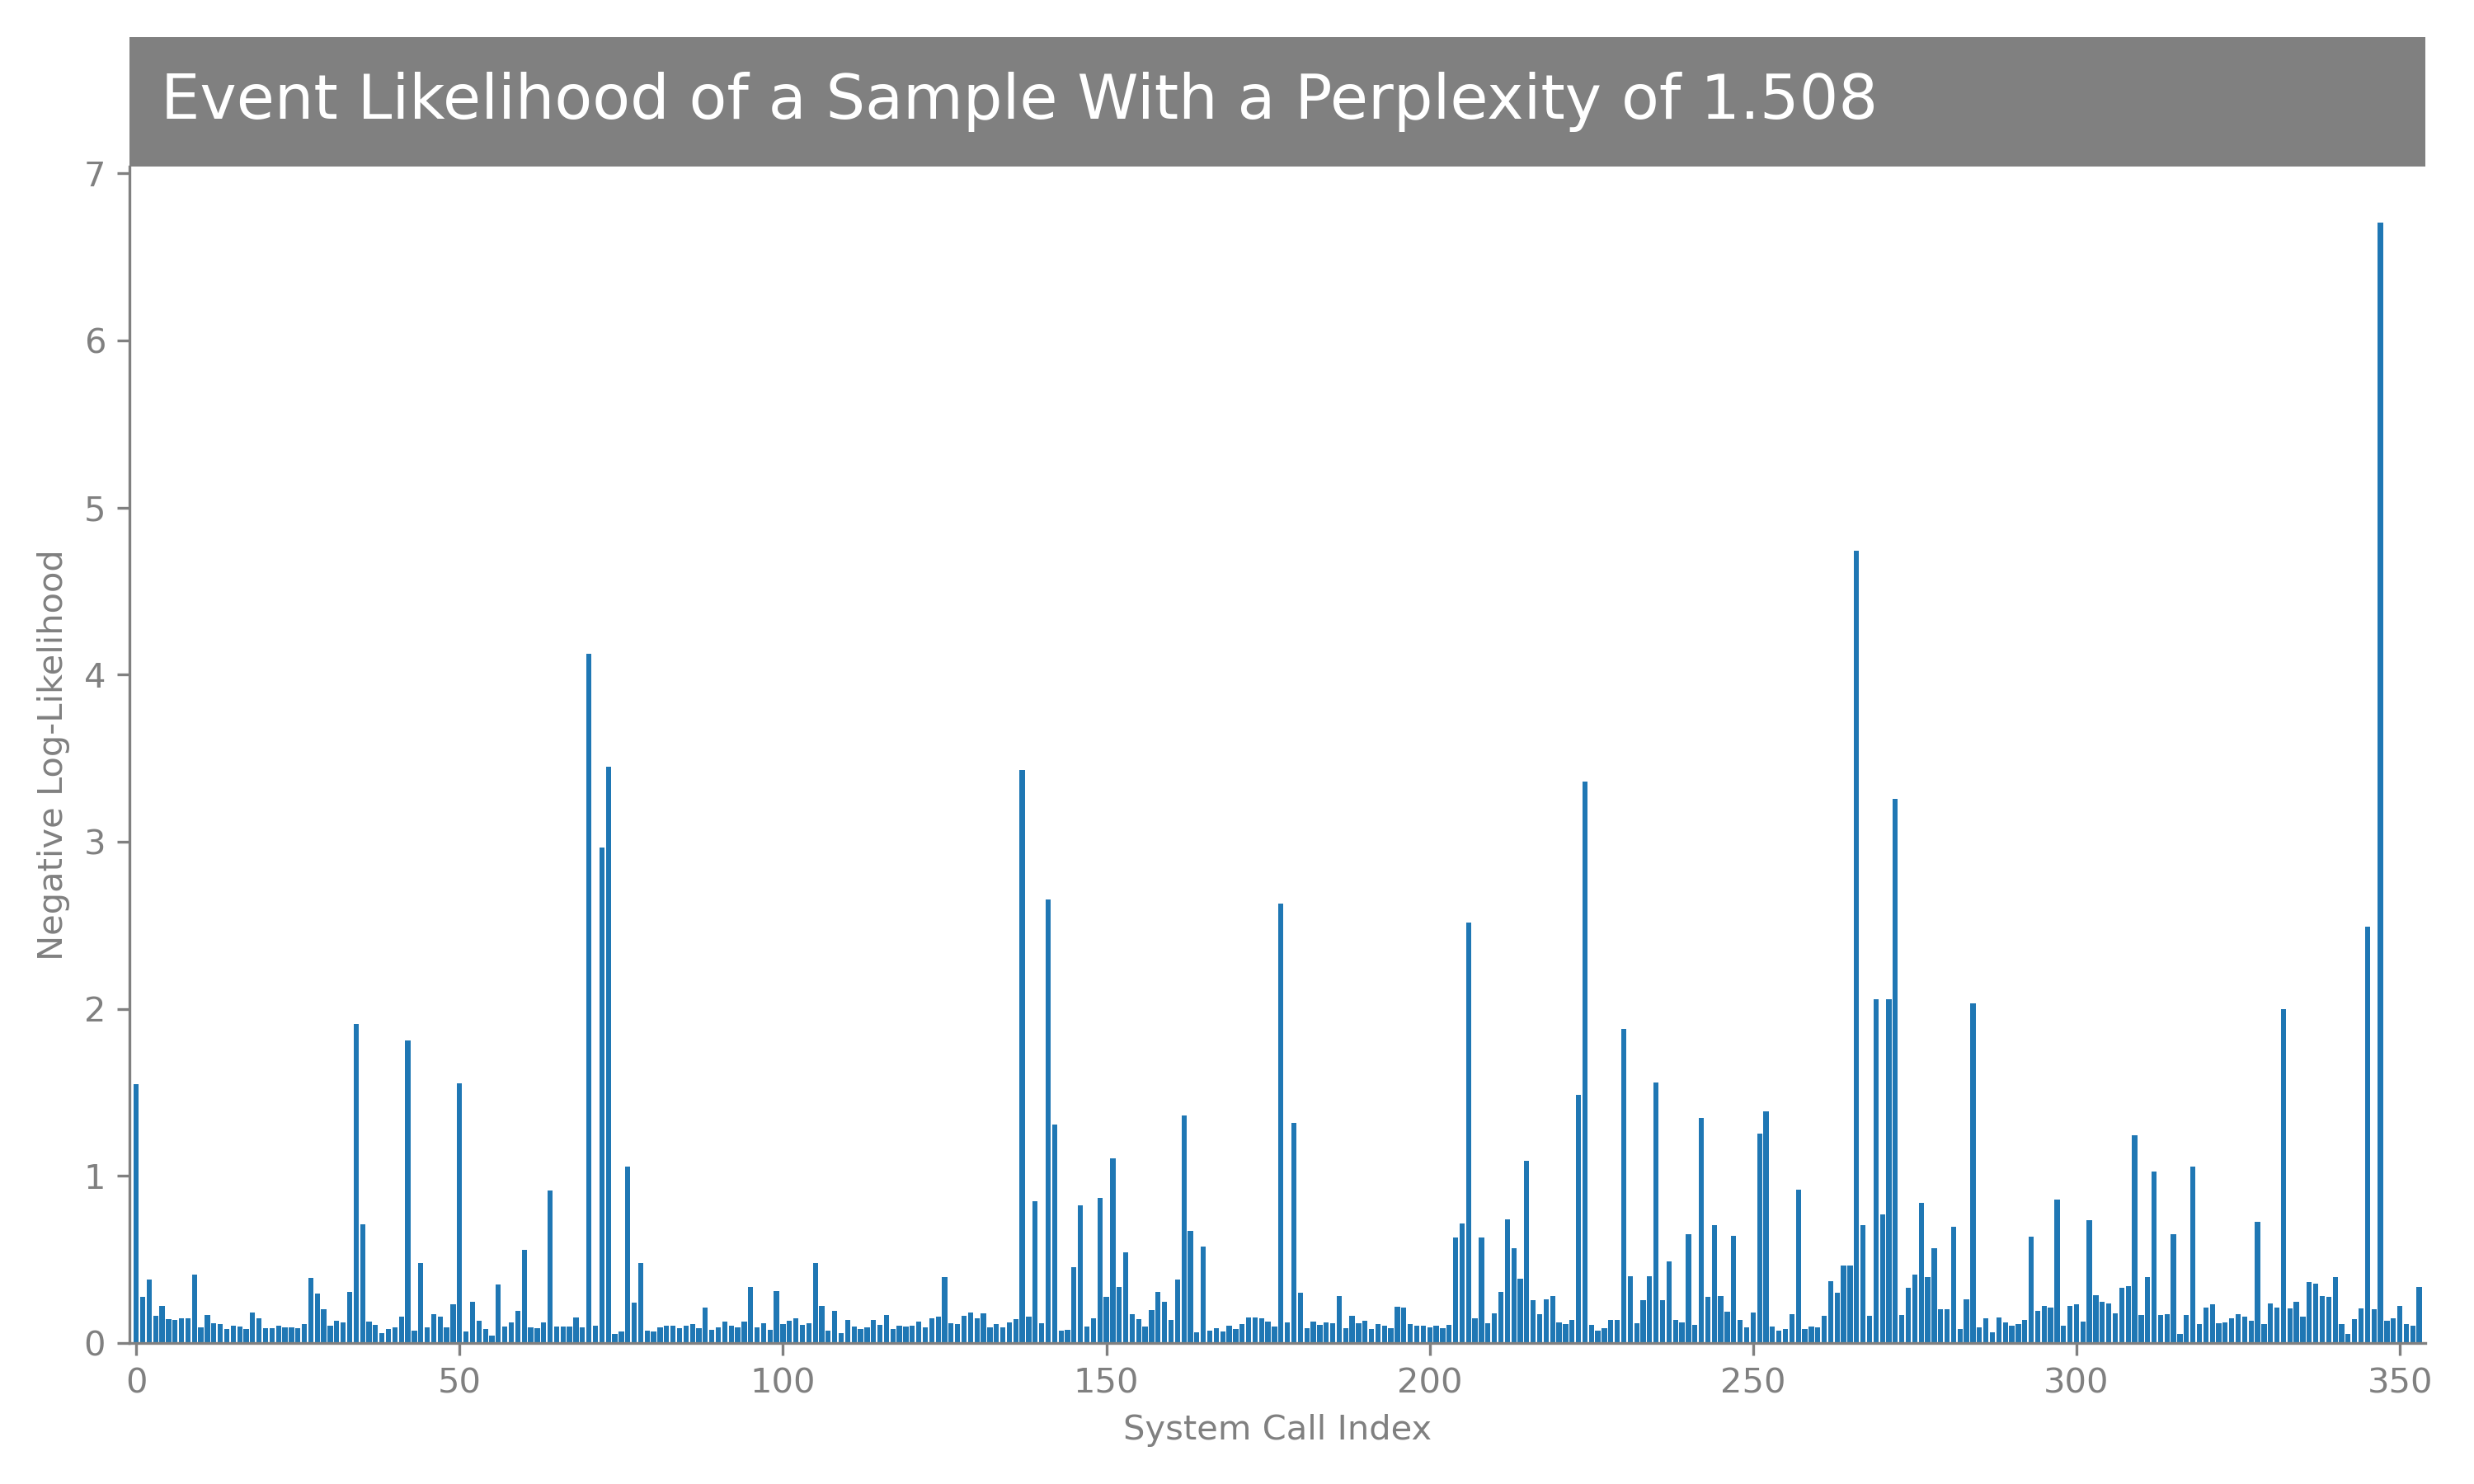 Event Likelihood of a Sample With a Perplexity of 1.508
7
6
5
4
3
2
1
0
Negative Log-Likelihood
0 50 100 150 200 250 300 350
System Call Index